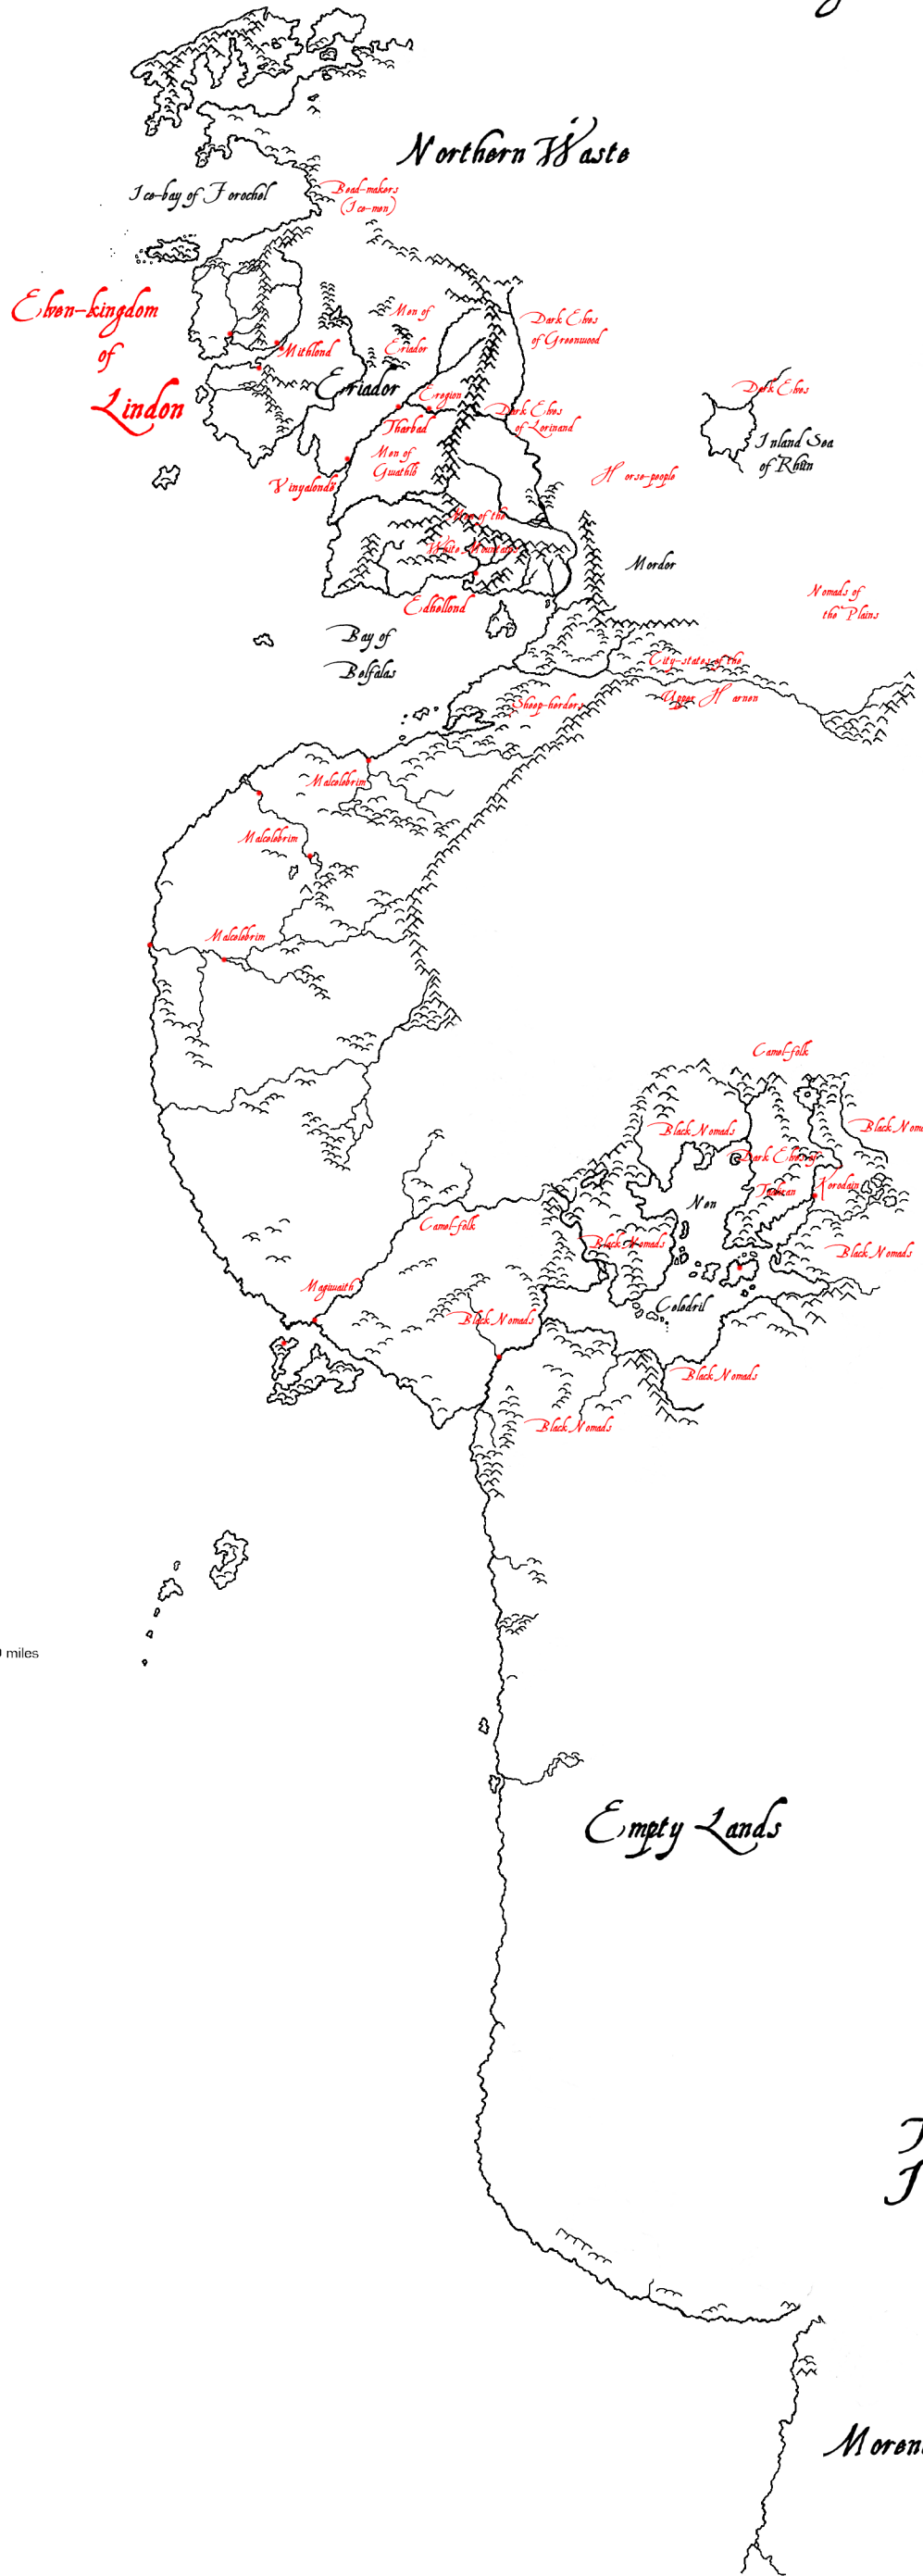 Northern Waste
Ice-bay of Forochel
Bead-makers
(Ice-men)
Elven-kingdom
of
Lindon
Mithlond
Men of
Eriador
Eriador
Dark Elves
of Greenwood
Eregion
Tharbad
Dark Elves
of Lorinand
Men of
Gwathló
Vinyalondë
Dark Elves
Inland Sea
of Rhûn
Horse-people
Men of the
White Mountains
Edhellond
Mordor
Nomads of
the Plains
Bay of
Belfalas
City-states of the
Upper Harnen
Sheep-herders
Malcelebrim
Malcelebrim
Malcelebrim
Camel-folk
Black Nomads
Black Nom
Dark Elves of
Korodain
Nen
Black Nomads
Black Nomads
Camel-folk
Magiwaith
Celedril
Black Nomads
Black Nomads
Black Nomads
miles
Empty Lands
Moren